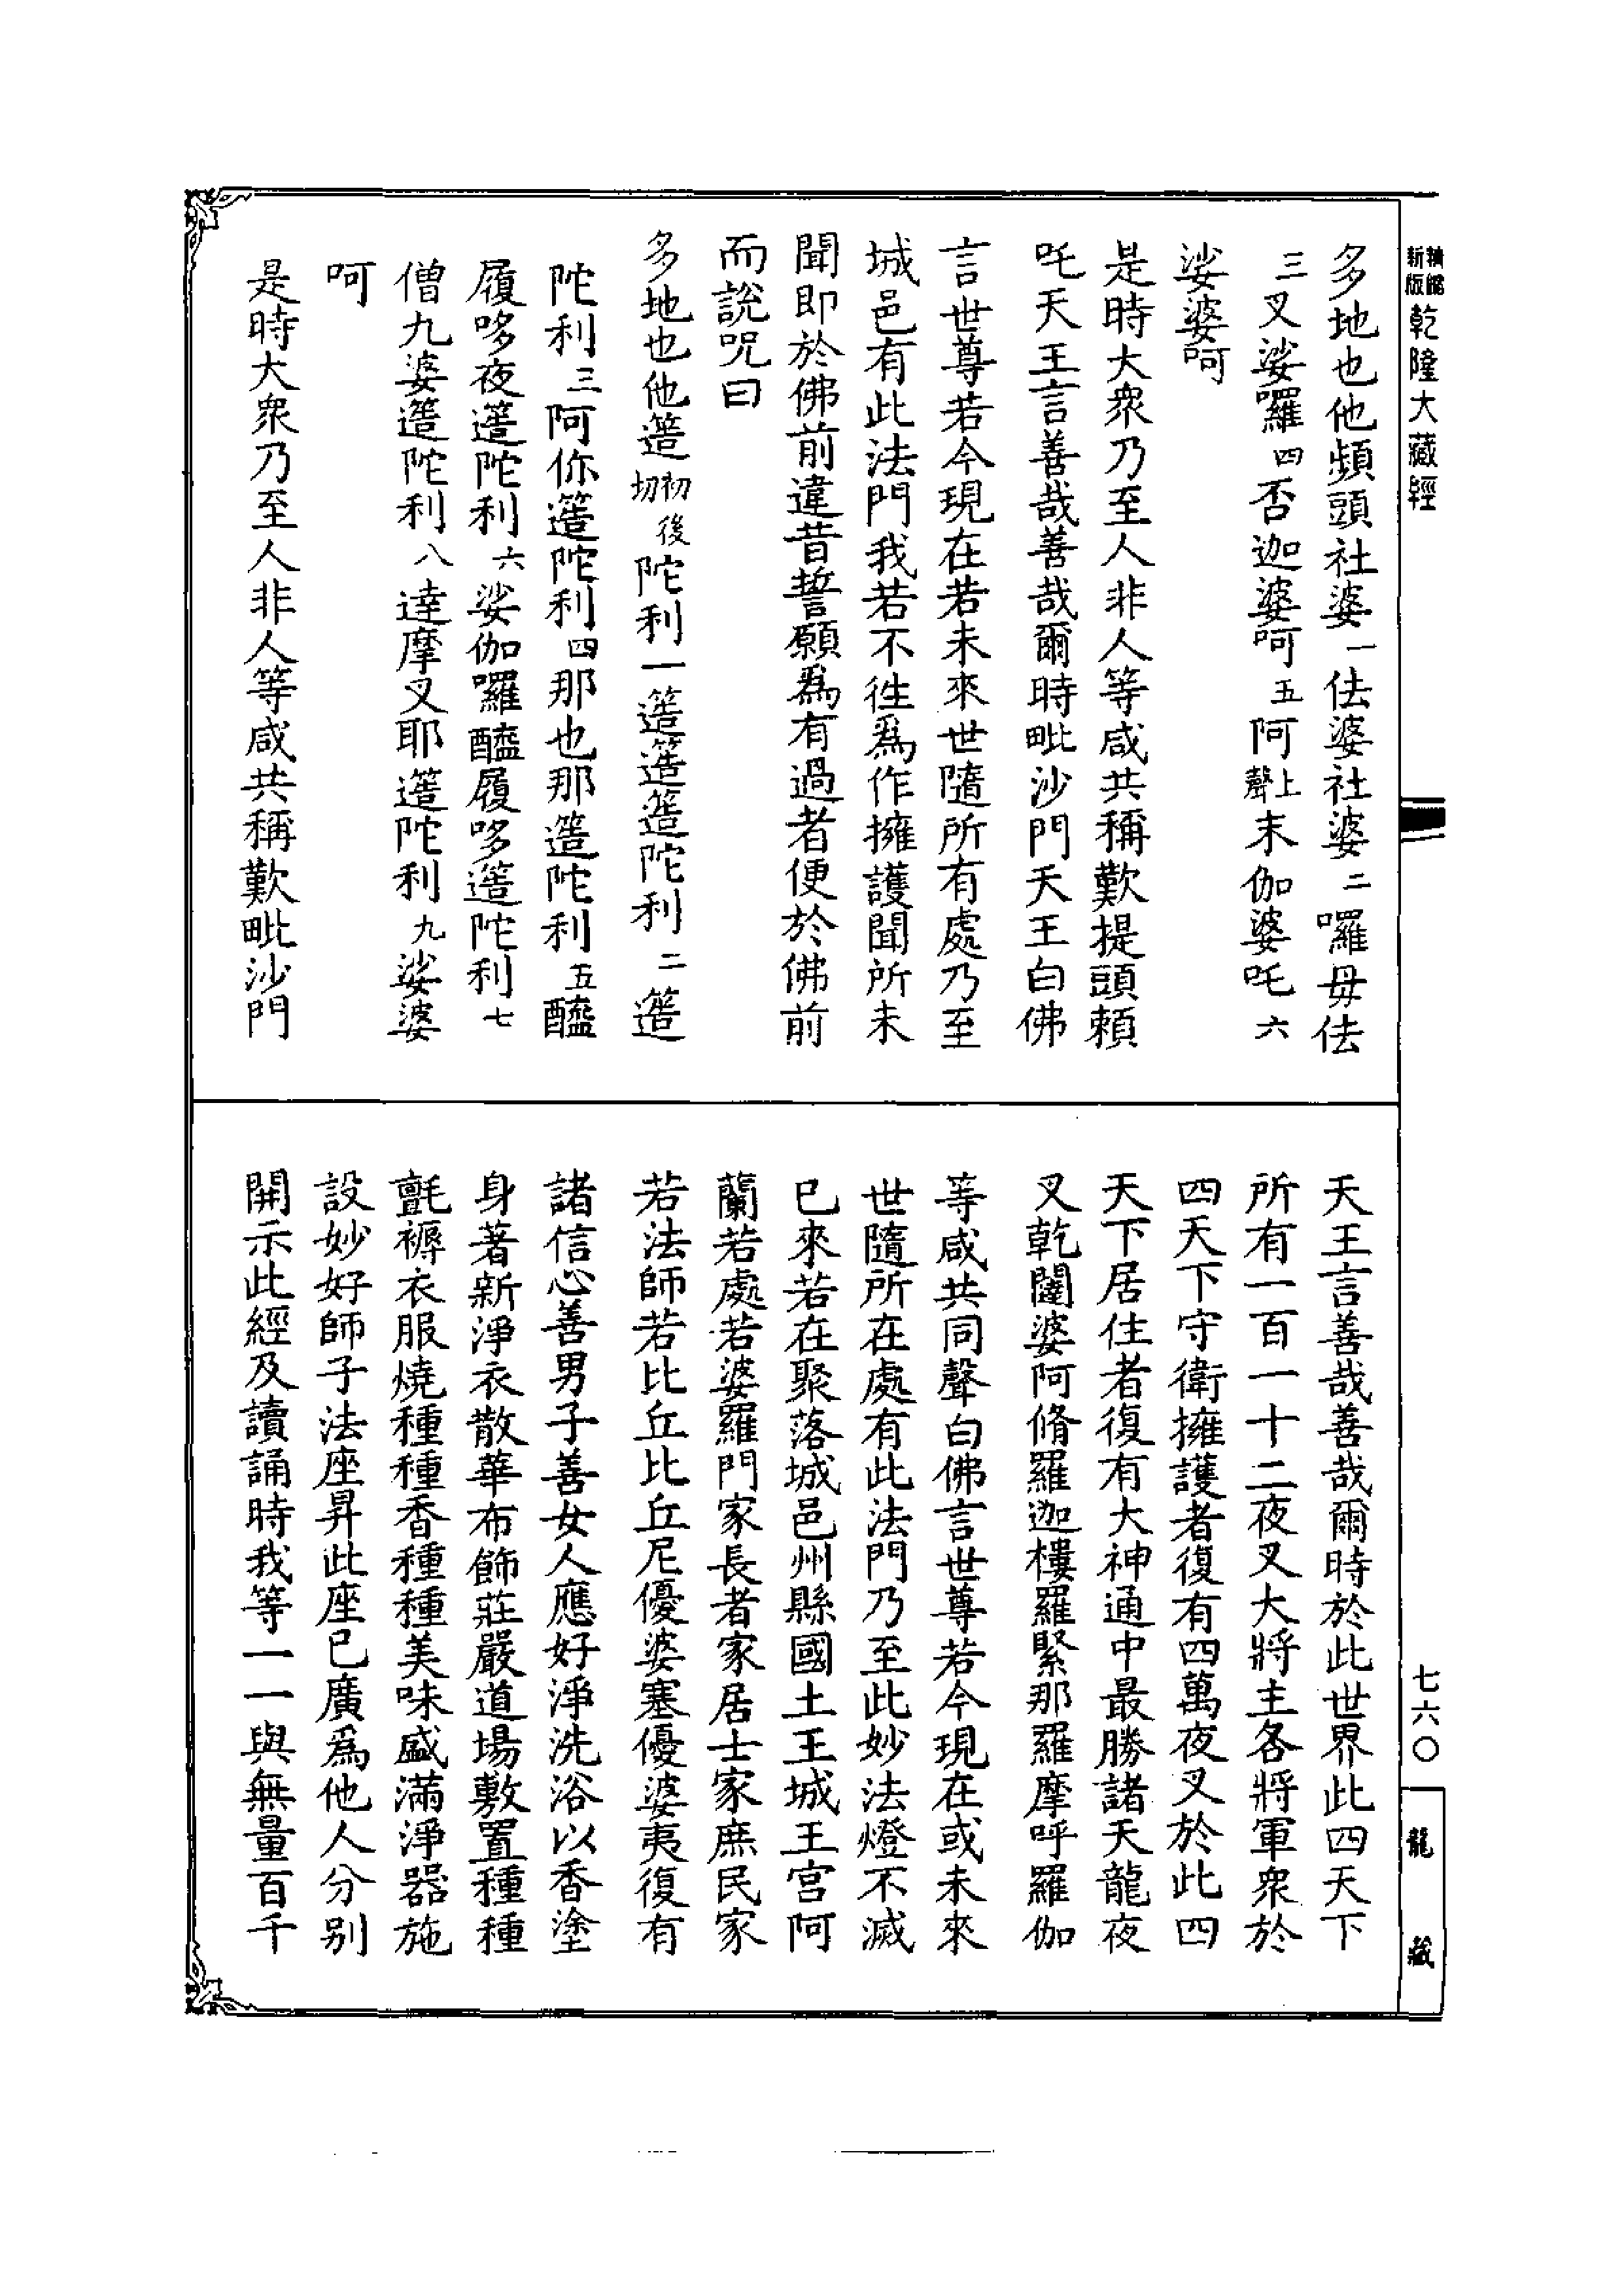 新版
精縮
乾隆大藏經
多地也他頻頭社婆一佉婆社婆二囉毋佉
三叉娑囉四否迦婆呵五阿上聲末伽婆吒六
娑婆呵
是時大衆乃至人非人等咸共稱歎提頭賴
吒天王言善哉善哉爾時毗沙門天王白佛
言世尊若今現在若未來世隨所有處乃至
城邑有此法門我若不徃爲作擁護聞所未
聞即於佛前違昔誓願爲有過者便於佛前
而說咒曰
多地也他簉初後切陀利一簉簉簉陀利二簉
陀利三阿你簉陀利四那也那簉陀利五醯
履哆夜簉陀利六娑伽囉醯履哆簉陀利七
僧九婆簉陀利八達摩叉耶簉陀利九娑婆
呵
是時大衆乃至人非人等咸共稱歎毗沙門
天王言善哉善哉爾時於此世界此四天下
所有一百一十二夜叉大將主各將軍衆於
四天下守衛擁護者復有四萬夜叉於此四
天下居住者復有大神通中最勝諸天龍夜
叉乾闥婆阿脩羅迦樓羅緊那羅摩呼羅伽
等咸共同聲白佛言世尊若今現在或未來
世隨所在處有此法門乃至此妙法燈不滅
已來若在聚落城邑州縣國土王城王宮阿
蘭若處若婆羅門家長者家居士家庶民家
若法師若比丘比丘尼優婆塞優婆夷復有
諸信心善男子善女人應好淨洗浴以香塗
身著新淨衣散華布飾莊嚴道場敷置種種
氈褥衣服燒種種香種種美味盛滿淨器施
設妙好師子法座昇此座已廣爲他人分别
開示此經及讀誦時我等一一與無量百千
七六〇
龍藏